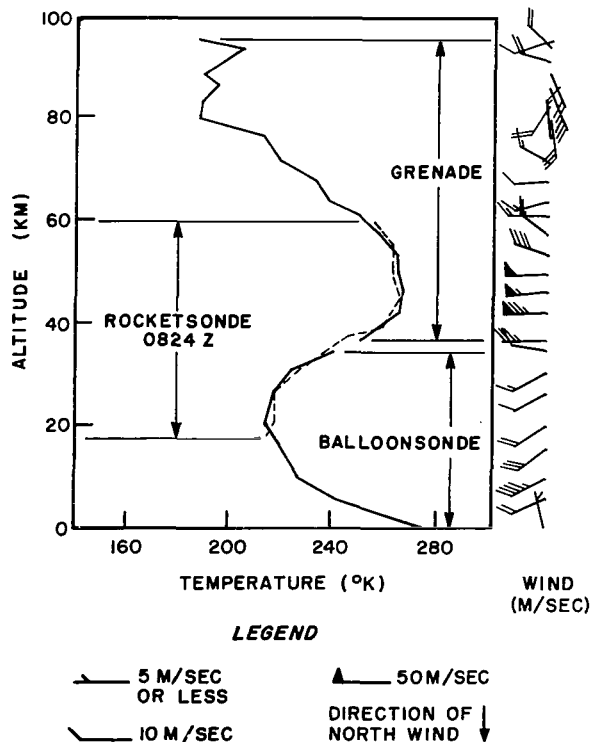 100
80
60
40
20
0
ALTITUDE (KM)
GRENADE
ROCKETSONDE
0824 Z
BALLOONSONDE
160
200
240
280
TEMPERATURE (°K)
WIND
(M/SEC)
LEGEND
5 M/SEC
OR LESS
50 M/SEC
10 M/SEC
DIRECTION OF
NORTH WIND